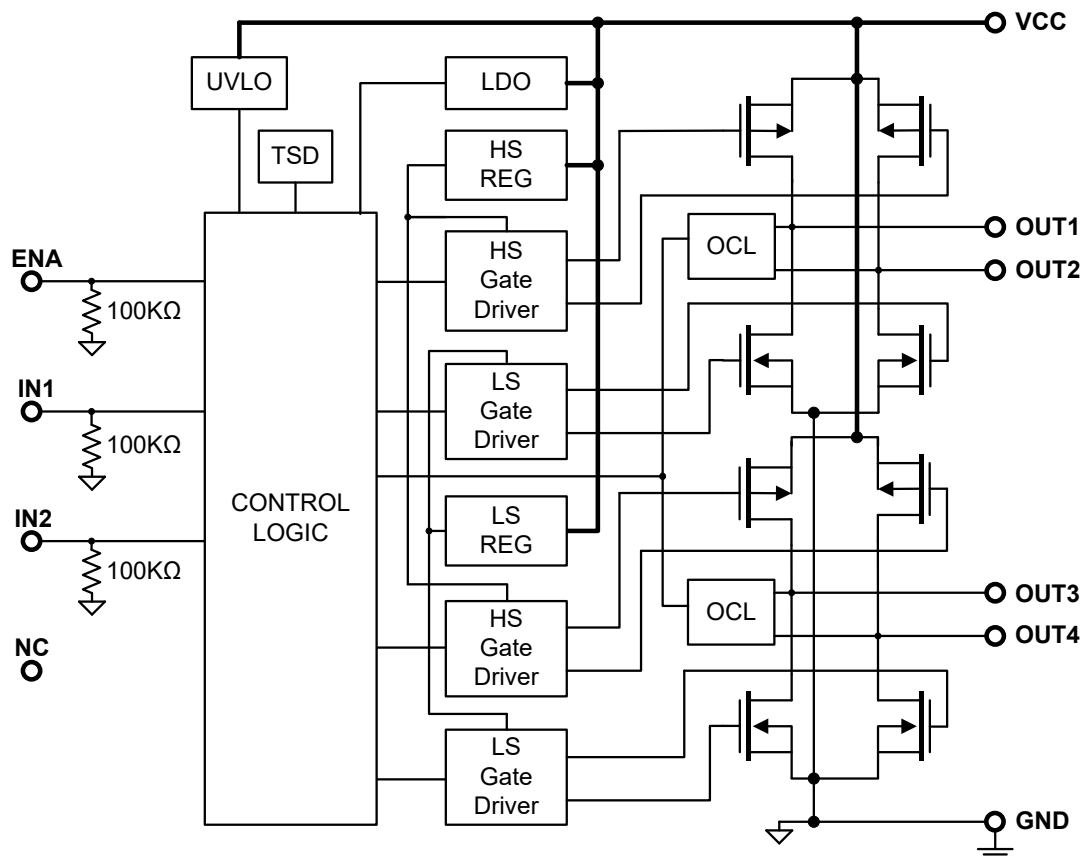 VCC
UVLO
LDO
TSD
HS
REG
HS
Gate
Driver
OCL
OUT1
OUT2
ENA
100KΩ
LS
Gate
Driver
IN1
100KΩ
CONTROL
LOGIC
LS
REG
IN2
100KΩ
OCL
OUT3
OUT4
HS
Gate
Driver
NC
LS
Gate
Driver
GND